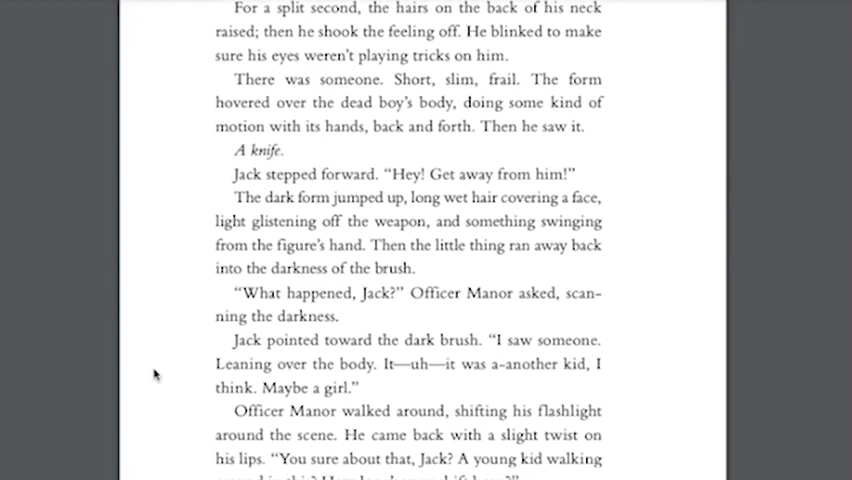 For a split second, the hairs on the back of his neck
raised; then he shook the feeling off. He blinked to make
sure his eyes weren't playing tricks on him.
There was someone. Short, slim, frail. The form
hovered over the dead boy's body, doing some kind of
motion with its hands, back and forth. Then he saw it.
A knife.
Jack stepped forward. “Hey! Get away from him!”
The dark form jumped up, long wet hair covering a face,
light glistening off the weapon, and something swinging
from the figure's hand. Then the little thing ran away back
into the darkness of the brush.
“What happened, Jack?” Officer Manor asked, scan-
ning the darkness.
Jack pointed toward the dark brush. “I saw someone.
Leaning over the body. It—uh—it was a-another kid, I
think. Maybe a girl.”
Officer Manor walked around, shifting his flashlight
around the scene. He came back with a slight twist on
his lips. “You sure about that, Jack? A young kid walking